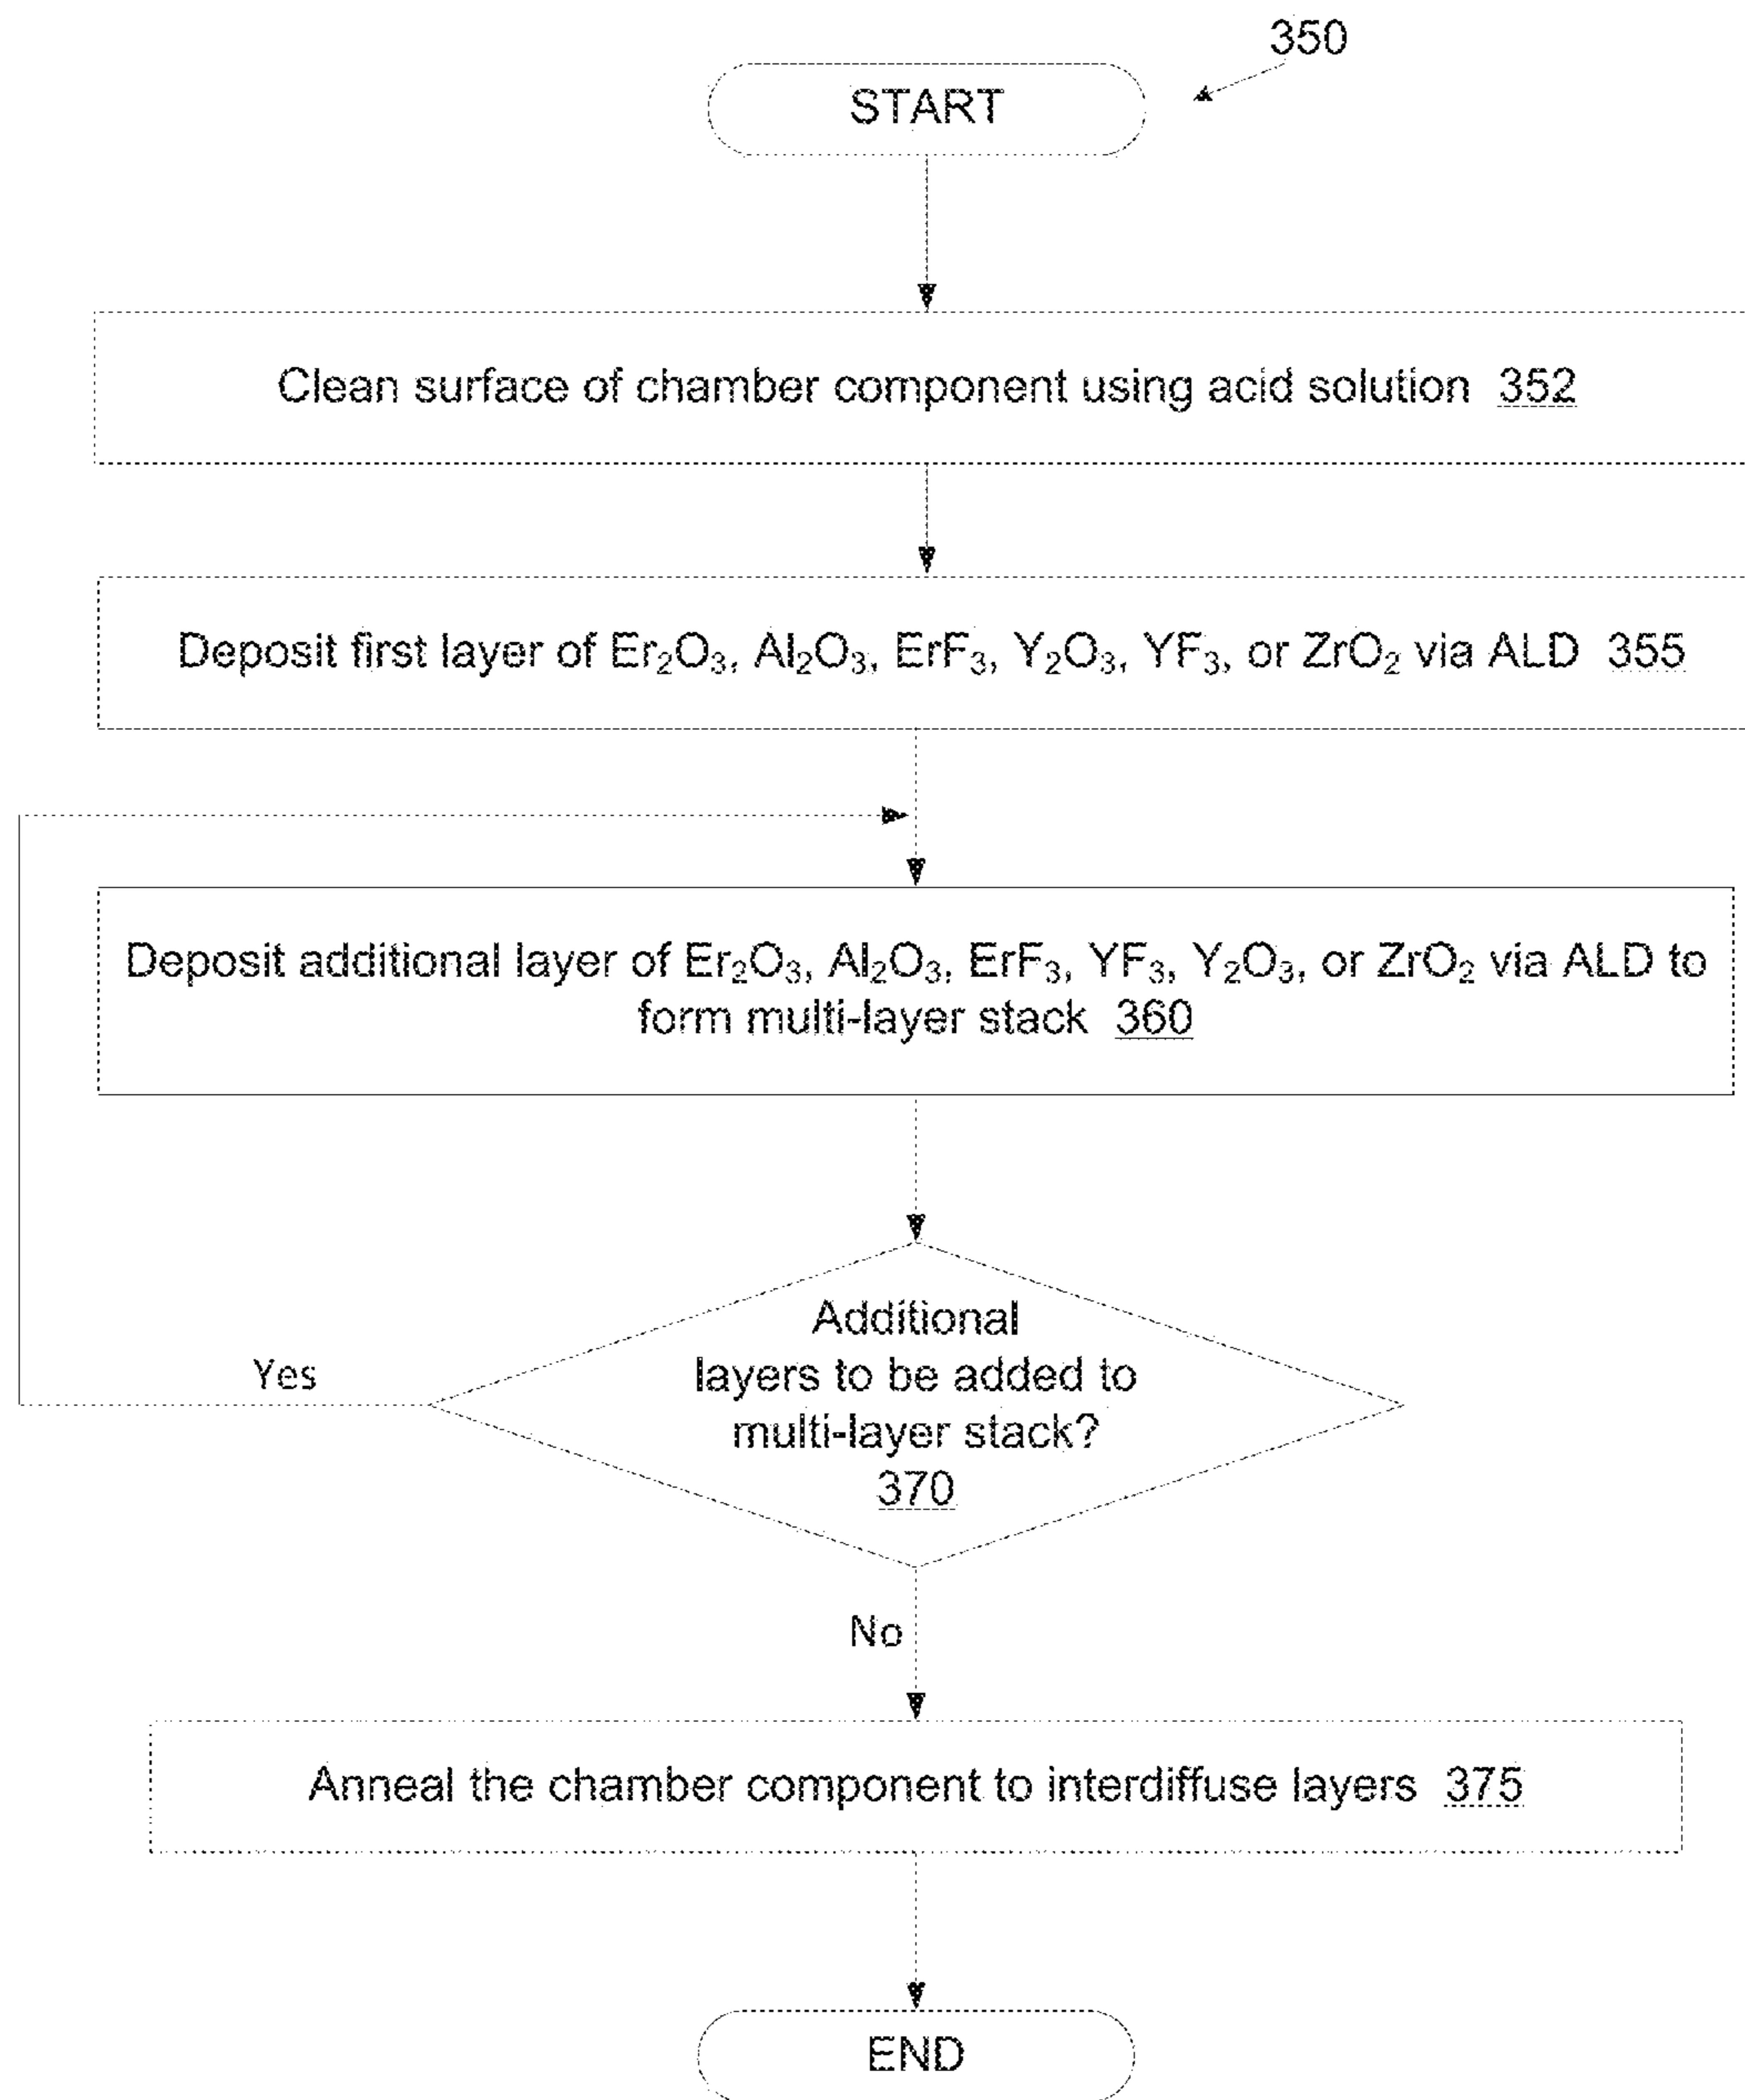 350
START
Clean surface of chamber component using acid solution 352
Deposit first layer of Er₂O₃, Al₂O₃, ErF₃, Y₂O₃, YF₃, or ZrO₂ via ALD 355
Deposit additional layer of Er₂O₃, Al₂O₃, ErF₃, YF₃, Y₂O₃, or ZrO₂ via ALD to
form multi-layer stack 360
Additional
layers to be added to
multi-layer stack?
370
Yes
No
Anneal the chamber component to interdiffuse layers 375
END